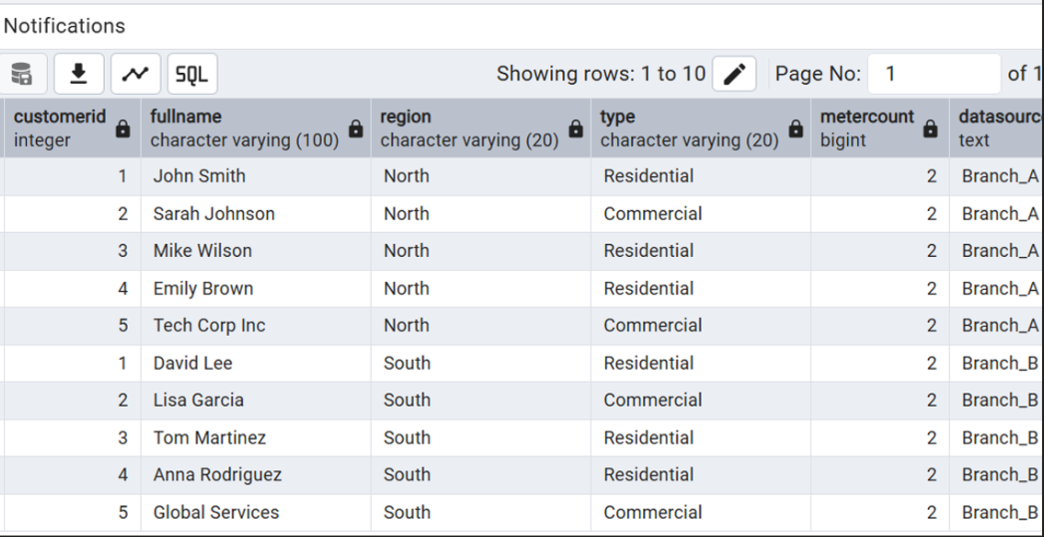 Notifications
SQL Showing rows: 1 to 10 Page No: 1 of 1
customerid fullname region type metercount datasourc
integer character varying (100) character varying (20) character varying (20) bigint text
1 John Smith North Residential 2 Branch_A
2 Sarah Johnson North Commercial 2 Branch_A
3 Mike Wilson North Residential 2 Branch_A
4 Emily Brown North Residential 2 Branch_A
5 Tech Corp Inc North Commercial 2 Branch_A
1 David Lee South Residential 2 Branch_B
2 Lisa Garcia South Commercial 2 Branch_B
3 Tom Martinez South Residential 2 Branch_B
4 Anna Rodriguez South Residential 2 Branch_B
5 Global Services South Commercial 2 Branch_B